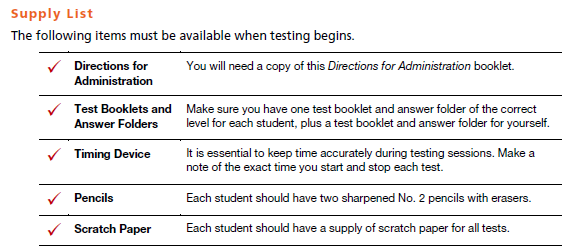 Supply List
The following items must be available when testing begins.
Directions for Administration
You will need a copy of this Directions for Administration booklet.
Test Booklets and Answer Folders
Make sure you have one test booklet and answer folder of the correct
level for each student, plus a test booklet and answer folder for yourself.
Timing Device
It is essential to keep time accurately during testing sessions. Make a
note of the exact time you start and stop each test.
Pencils
Each student should have two sharpened No. 2 pencils with erasers.
Scratch Paper
Each student should have a supply of scratch paper for all tests.